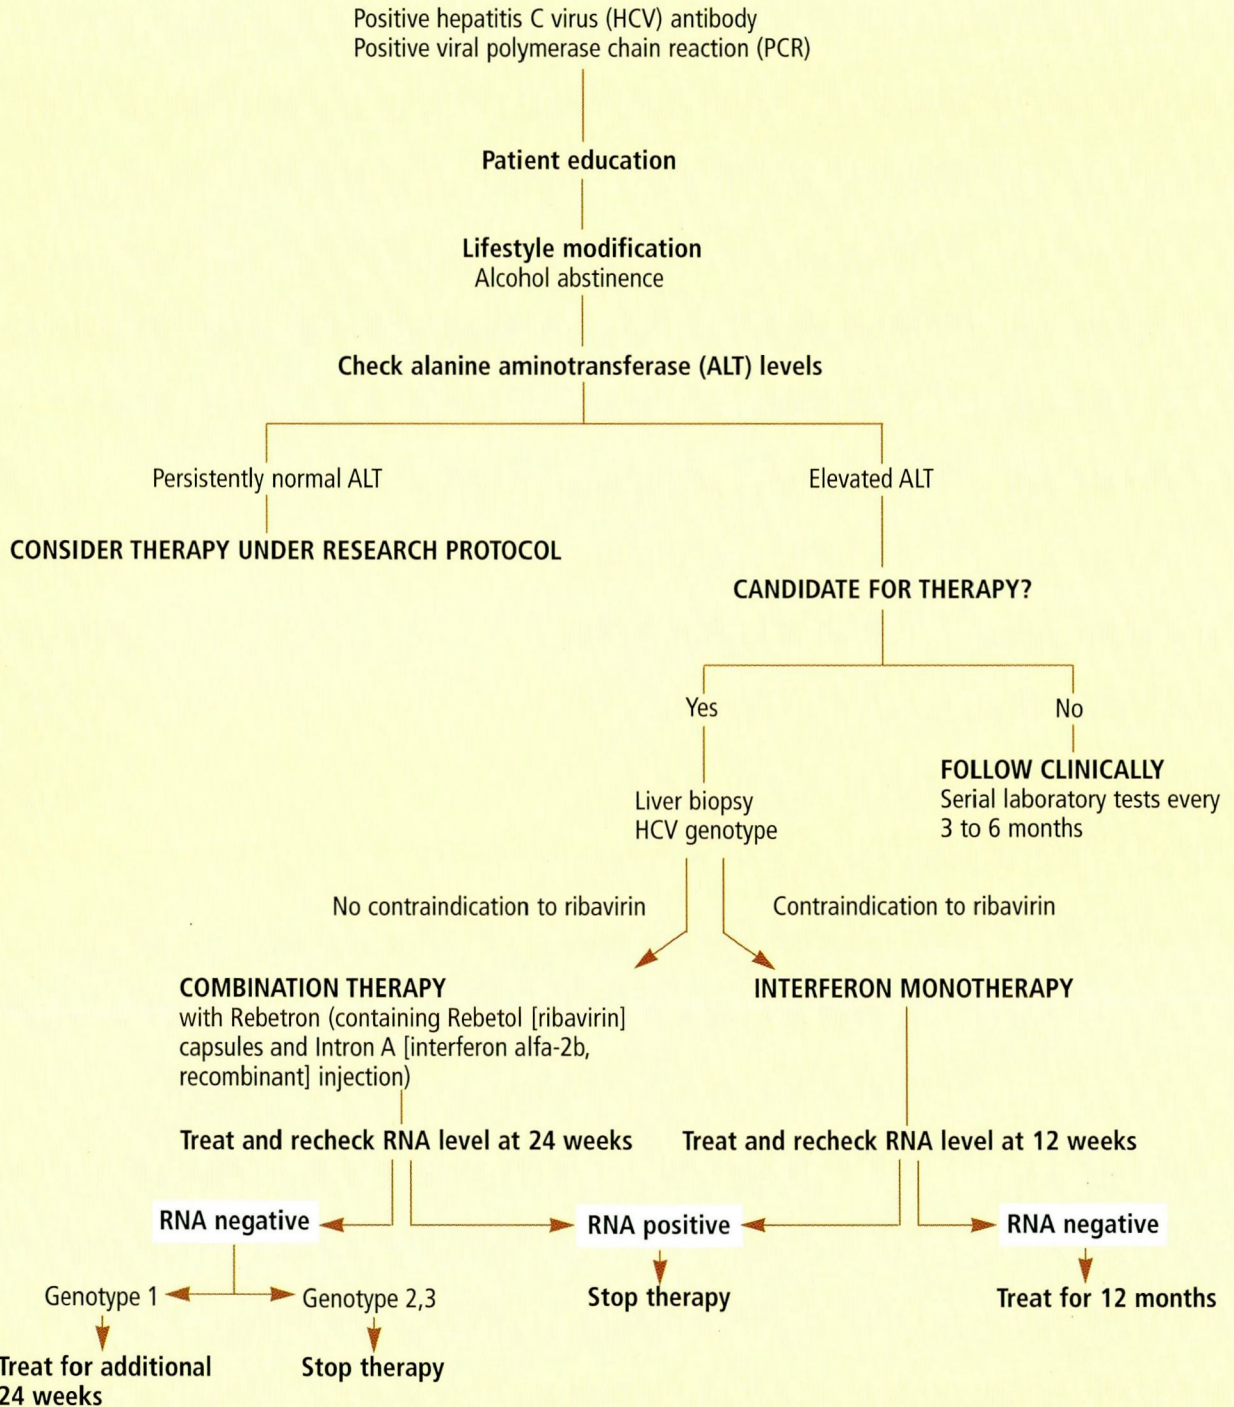 Positive hepatitis C virus (HCV) antibody
Positive viral polymerase chain reaction (PCR)
Patient education
Lifestyle modification
Alcohol abstinence
Check alanine aminotransferase (ALT) levels
Persistently normal ALT
Elevated ALT
CONSIDER THERAPY UNDER RESEARCH PROTOCOL
CANDIDATE FOR THERAPY?
Yes
No
FOLLOW CLINICALLY
Serial laboratory tests every
3 to 6 months
Liver biopsy
HCV genotype
No contraindication to ribavirin
Contraindication to ribavirin
COMBINATION THERAPY
with Rebetron (containing Rebetol [ribavirin]
capsules and Intron A [interferon alfa-2b,
recombinant] injection)
INTERFERON MONOTHERAPY
Treat and recheck RNA level at 24 weeks
Treat and recheck RNA level at 12 weeks
RNA negative
RNA positive
RNA negative
Genotype 1
Genotype 2,3
Stop therapy
Treat for 12 months
Treat for additional
24 weeks
Stop therapy